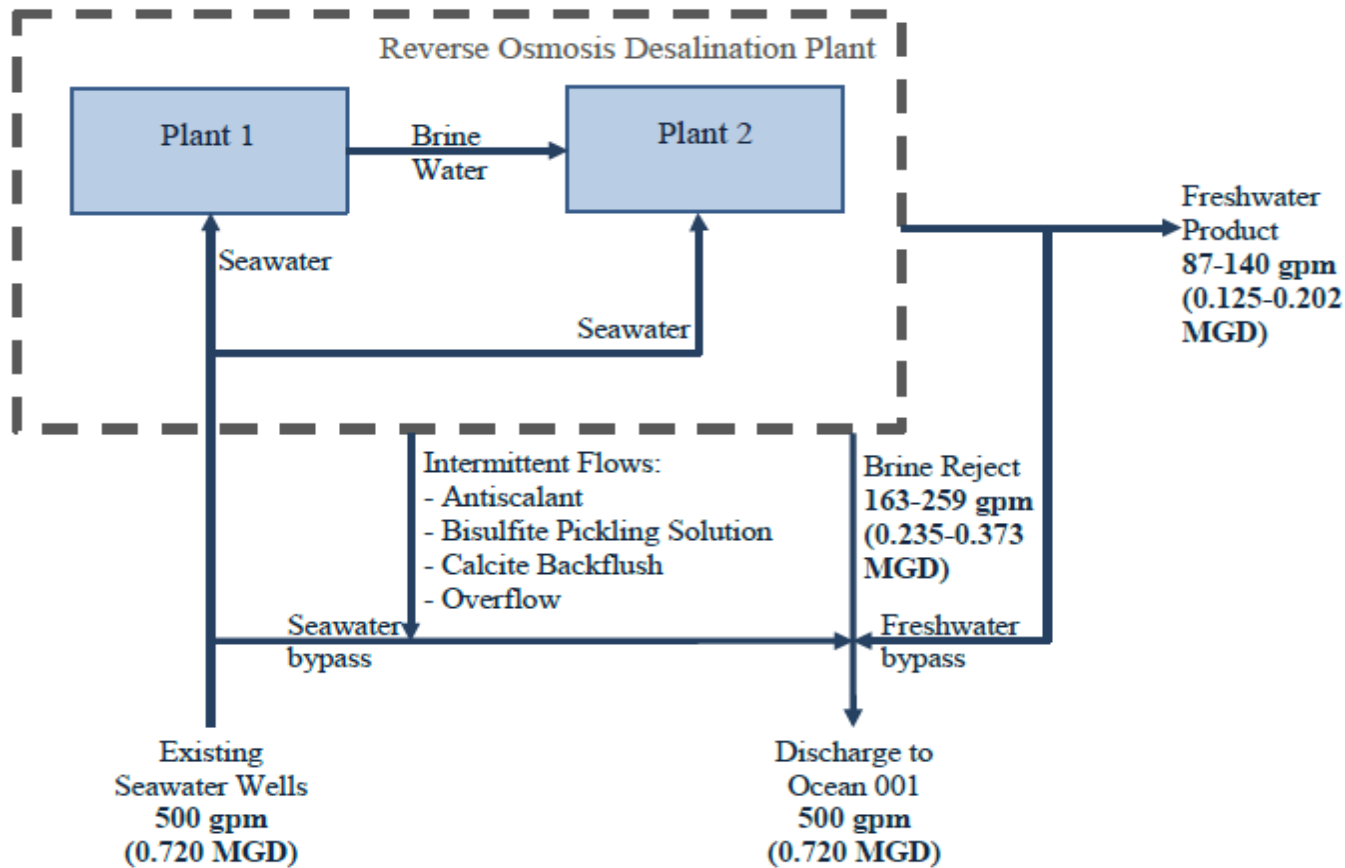 Reverse Osmosis Desalination Plant
Plant 1
Brine
Water
Plant 2
Seawater
Seawater
Freshwater
Product
87-140 gpm
(0.125-0.202
MGD)
Intermittent Flows:
- Antiscalant
- Bisulfite Pickling Solution
- Calcite Backflush
- Overflow
Brine Reject
163-259 gpm
(0.235-0.373
MGD)
Seawater
bypass
Freshwater
bypass
Existing
Seawater Wells
500 gpm
(0.720 MGD)
Discharge to
Ocean 001
500 gpm
(0.720 MGD)